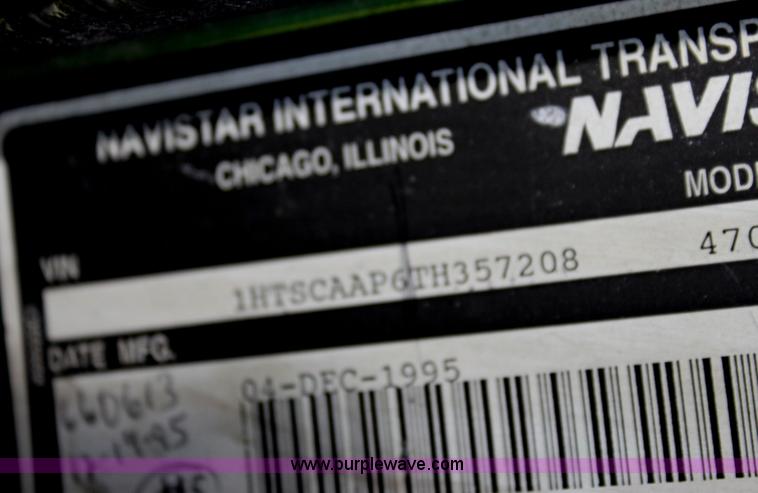 NAVISTAR INTERNATIONAL TRANSP
CHICAGO, ILLINOIS
NAVIS
MODE
VIN
1HTSCAAP6TH357208
470
DATE MFG.
04-DEC-1995
www.purplewave.com